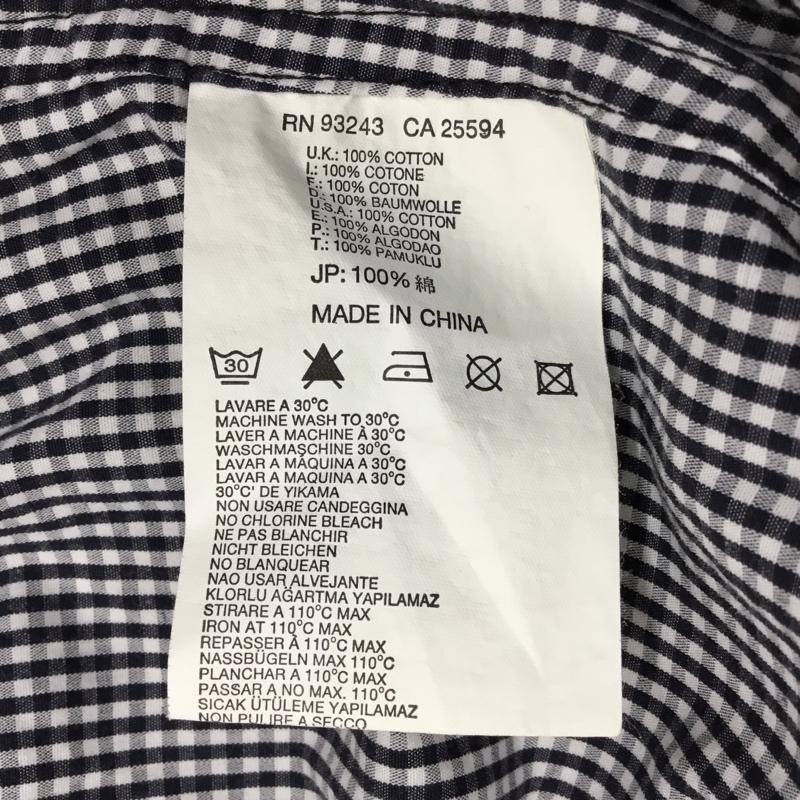 RN 93243 CA 25594
U.K.: 100% COTTON
I.: 100% COTONE
F.: 100% COTON
D.: 100% BAUMWOLLE
U.S.A.: 100% COTTON
E.: 100% ALGODON
P.: 100% ALGODAO
T.: 100% PAMUKLU
JP: 100% 綿
MADE IN CHINA
30
LAVARE A 30°C
MACHINE WASH TO 30°C
LAVER A MACHINE À 30°C
WASCHMASCHINE 30°C
LAVAR A MÀQUINA A 30°C
LAVAR A MAQUINA A 30°C
30°C' DE YIKAMA
NON USARE CANDEGGINA
NO CHLORINE BLEACH
NE PAS BLANCHIR
NICHT BLEICHEN
NO BLANQUEAR
NAO USAR ALVEJANTE
KLORLU AĞARTMA YAPILAMAZ
STIRARE A 110°C MAX
IRON AT 110°C MAX
REPASSER À 110°C MAX
NASSBÜGELN MAX 110°C
PLANCHAR A 110°C MAX
PASSAR A NO MAX. 110°C
SICAK ÜTÜLEME YAPILAMAZ
NON PULIRE A SECCO